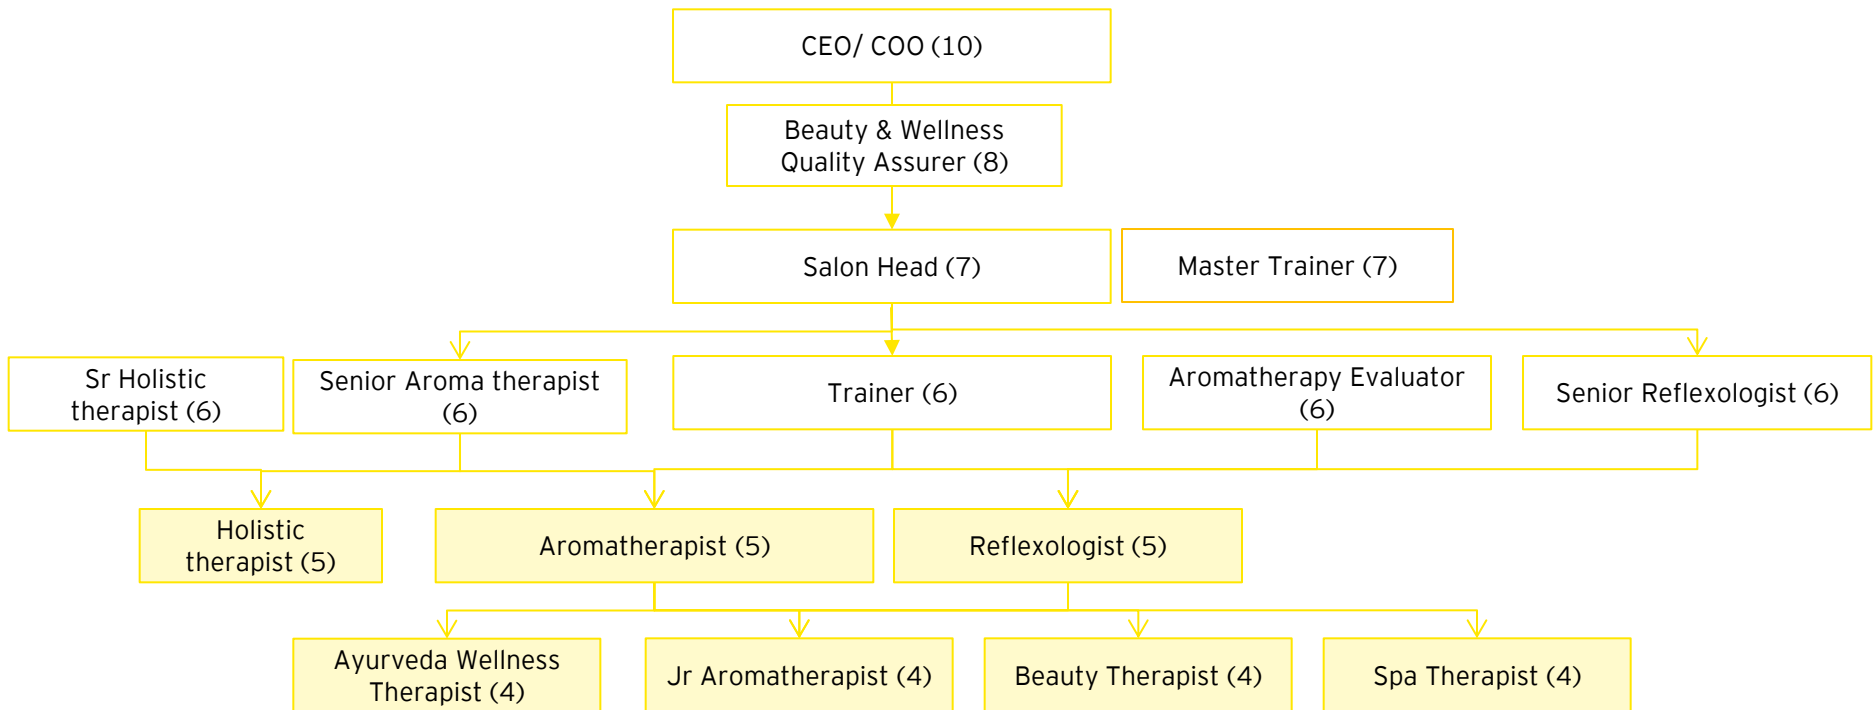 CEO/ COO (10)
Beauty & Wellness
Quality Assurer (8)
Salon Head (7)
Master Trainer (7)
Sr Holistic
therapist (6)
Senior Aroma therapist
(6)
Trainer (6)
Aromatherapy Evaluator
(6)
Senior Reflexologist (6)
Holistic
therapist (5)
Aromatherapist (5)
Reflexologist (5)
Ayurveda Wellness
Therapist (4)
Jr Aromatherapist (4)
Beauty Therapist (4)
Spa Therapist (4)